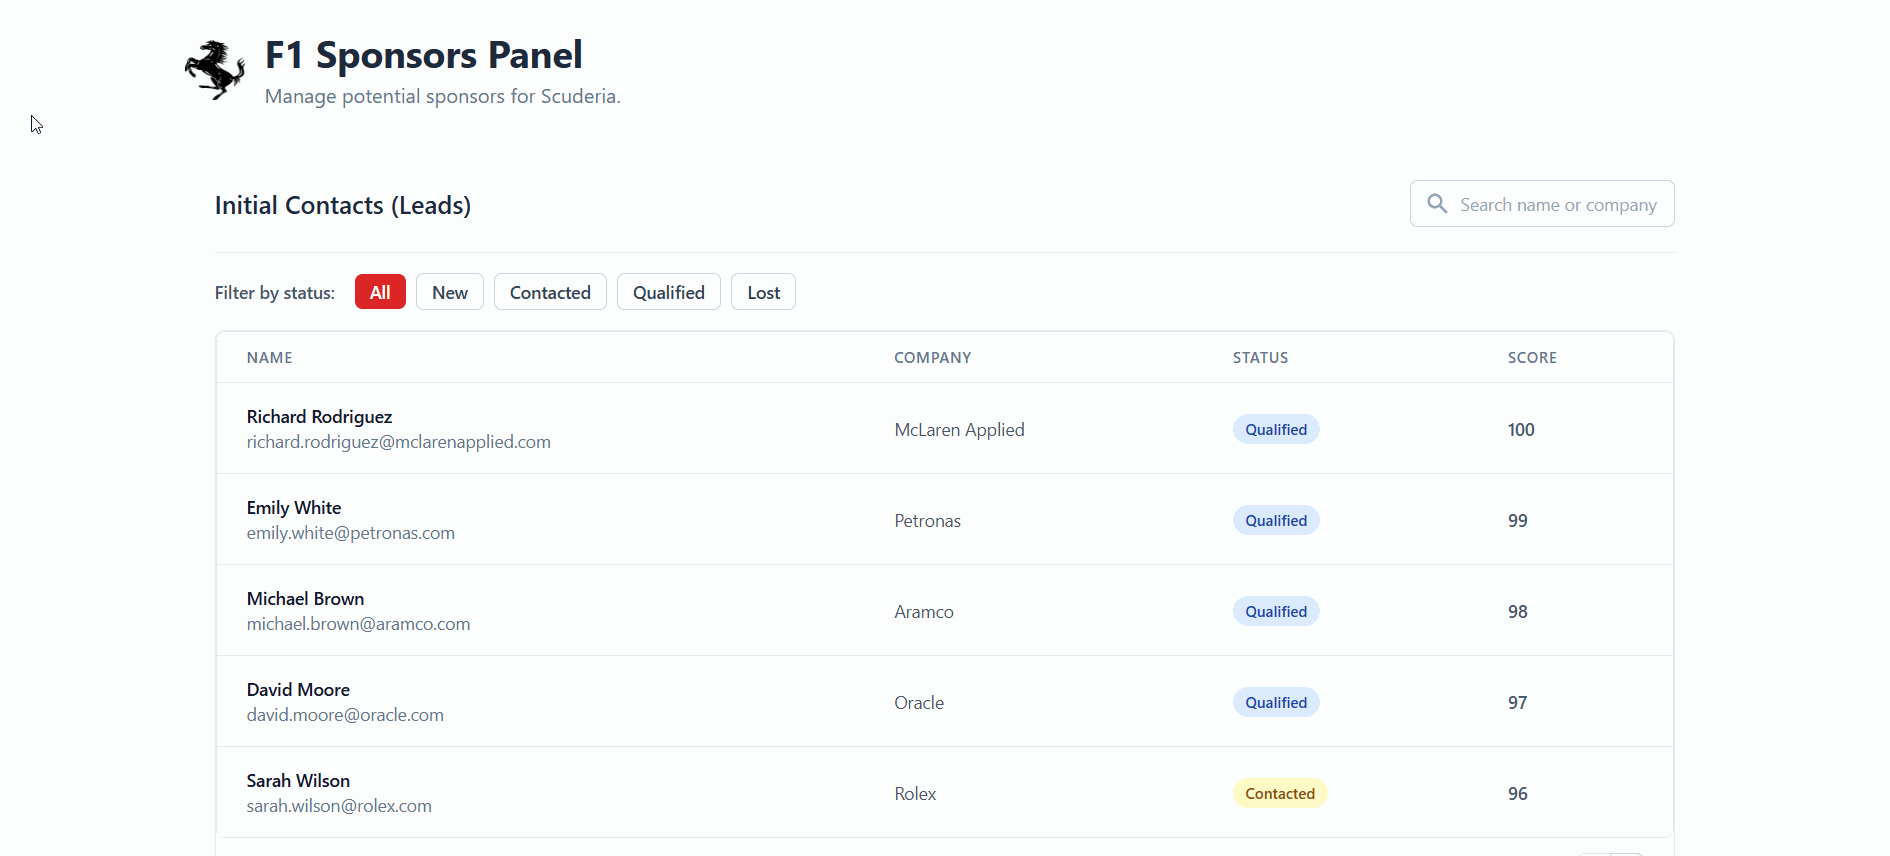 F1 Sponsors Panel
Manage potential sponsors for Scuderia.
Initial Contacts (Leads)
Search name or company
Filter by status: All New Contacted Qualified Lost
NAME COMPANY STATUS SCORE
Richard Rodriguez
richard.rodriguez@mclarenapplied.com
McLaren Applied Qualified 100
Emily White
emily.white@petronas.com
Petronas Qualified 99
Michael Brown
michael.brown@aramco.com
Aramco Qualified 98
David Moore
david.moore@oracle.com
Oracle Qualified 97
Sarah Wilson
sarah.wilson@rolex.com
Rolex Contacted 96